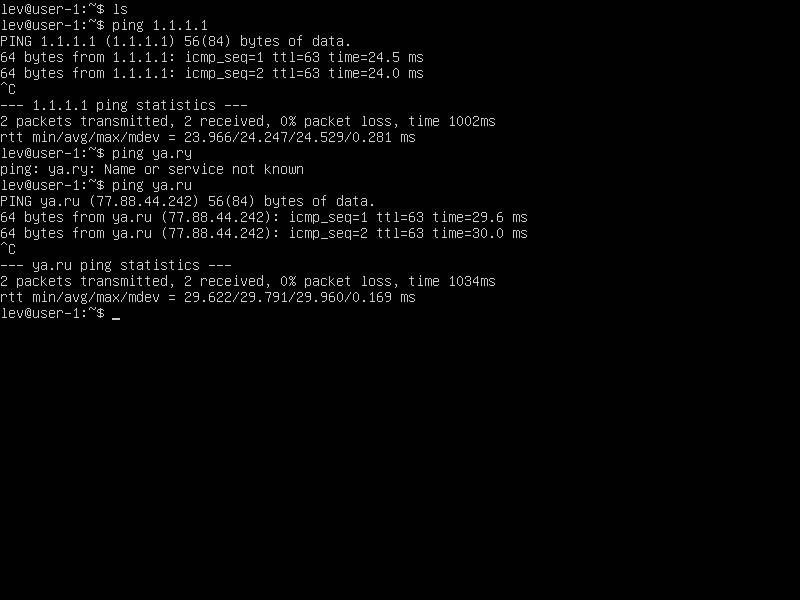 lev@user-1:~$ ls
lev@user-1:~$ ping 1.1.1.1
PING 1.1.1.1 (1.1.1.1) 56(84) bytes of data.
64 bytes from 1.1.1.1: icmp_seq=1 ttl=63 time=24.5 ms
64 bytes from 1.1.1.1: icmp_seq=2 ttl=63 time=24.0 ms
^C
--- 1.1.1.1 ping statistics ---
2 packets transmitted, 2 received, 0% packet loss, time 1002ms
rtt min/avg/max/mdev = 23.966/24.247/24.529/0.281 ms
lev@user-1:~$ ping ya.ry
ping: ya.ry: Name or service not known
lev@user-1:~$ ping ya.ru
PING ya.ru (77.88.44.242) 56(84) bytes of data.
64 bytes from ya.ru (77.88.44.242): icmp_seq=1 ttl=63 time=29.6 ms
64 bytes from ya.ru (77.88.44.242): icmp_seq=2 ttl=63 time=30.0 ms
^C
--- ya.ru ping statistics ---
2 packets transmitted, 2 received, 0% packet loss, time 1034ms
rtt min/avg/max/mdev = 29.622/29.791/29.960/0.169 ms
lev@user-1:~$ _